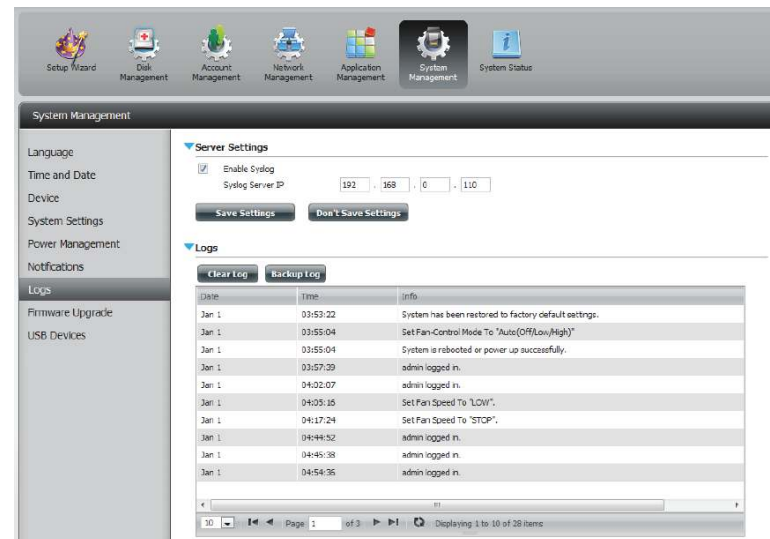 Setup Wizard
Disk Management
Account Management
Network Management
Application Management
System Management
System Status
System Management
Language
Time and Date
Device
System Settings
Power Management
Notifications
Logs
Firmware Upgrade
USB Devices
Server Settings
Enable Syslog
Syslog Server IP 192 . 168 . 0 . 110
Save Settings Don't Save Settings
Logs
Clear Log Backup Log
Date Time Info
Jan 1 03:53:22 System has been restored to factory default settings.
Jan 1 03:55:04 Set Fan-Control Mode To "Auto(Off/Low/High)"
Jan 1 03:55:04 System is rebooted or power up successfully.
Jan 1 03:57:39 admin logged in.
Jan 1 04:02:07 admin logged in.
Jan 1 04:05:16 Set Fan Speed To "LOW".
Jan 1 04:17:24 Set Fan Speed To "STOP".
Jan 1 04:44:52 admin logged in.
Jan 1 04:45:38 admin logged in.
Jan 1 04:54:36 admin logged in.
10 Page 1 of 3 Displaying 1 to 10 of 28 items